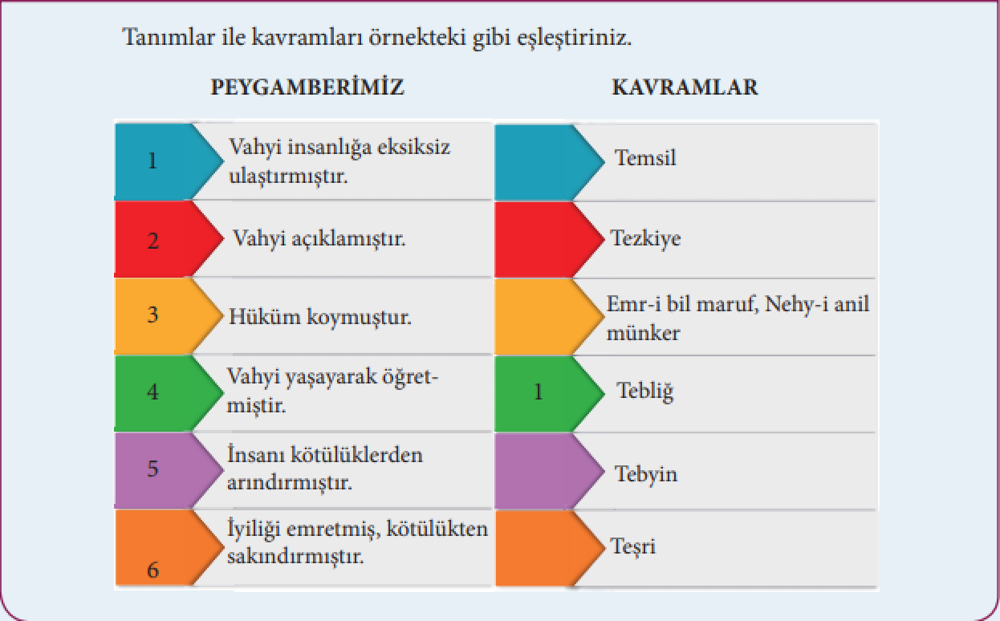 Tanımlar ile kavramları örnekteki gibi eşleştiriniz.
PEYGAMBERİMİZ
KAVRAMLAR
1
Vahyi insanlığa eksiksiz
ulaştırmıştır.
Temsil
2
Vahyi açıklamıştır.
Tezkiye
3
Hüküm koymuştur.
Emr-i bil maruf, Nehy-i anil
münker
4
Vahyi yaşayarak öğret-
miştir.
1
Tebliğ
5
İnsanı kötülüklerden
arındırmıştır.
Tebyin
6
İyiliği emretmiş, kötülükten
sakındırmıştır.
Teşri